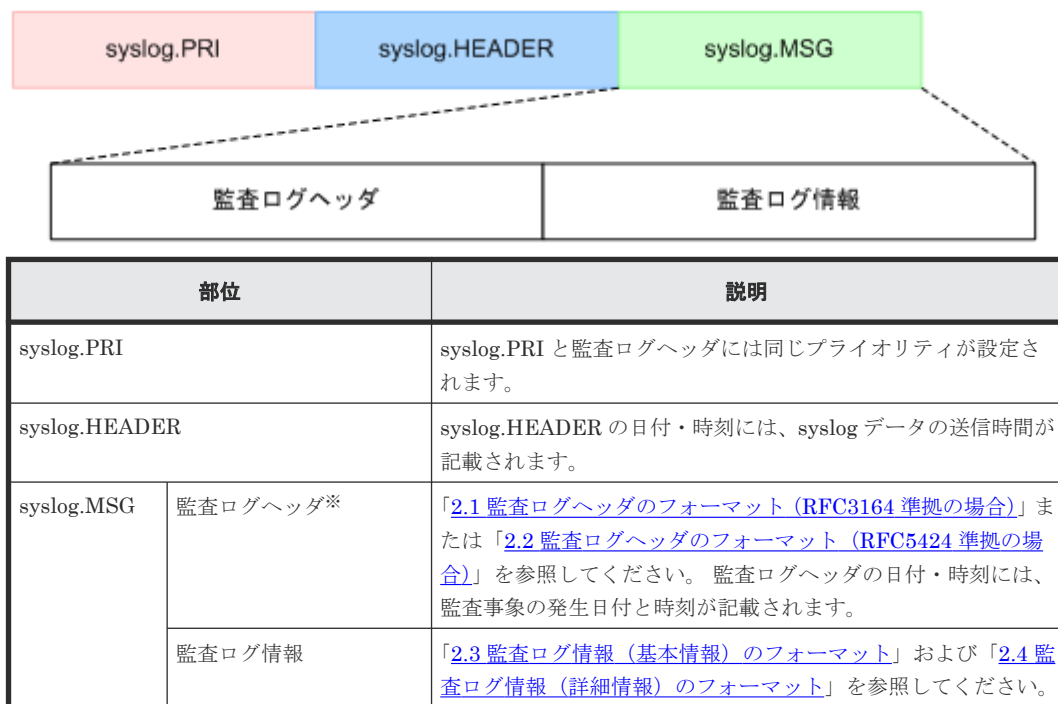 syslog.PRI
syslog.HEADER
syslog.MSG
監査ログヘッダ
監査ログ情報
部位
説明
syslog.PRI
syslog.PRI と監査ログヘッダには同じプライオリティが設定さ
れます。
syslog.HEADER
syslog.HEADER の日付・時刻には、syslog データの送信時間が
記載されます。
syslog.MSG
監査ログヘッダ※
「2.1 監査ログヘッダのフォーマット (RFC3164 準拠の場合)」ま
たは「2.2 監査ログヘッダのフォーマット（RFC5424 準拠の場
合)」を参照してください。 監査ログヘッダの日付・時刻には、
監査事象の発生日付と時刻が記載されます。
監査ログ情報
「2.3 監査ログ情報（基本情報）のフォーマット」および「2.4 監
査ログ情報（詳細情報）のフォーマット」を参照してください。